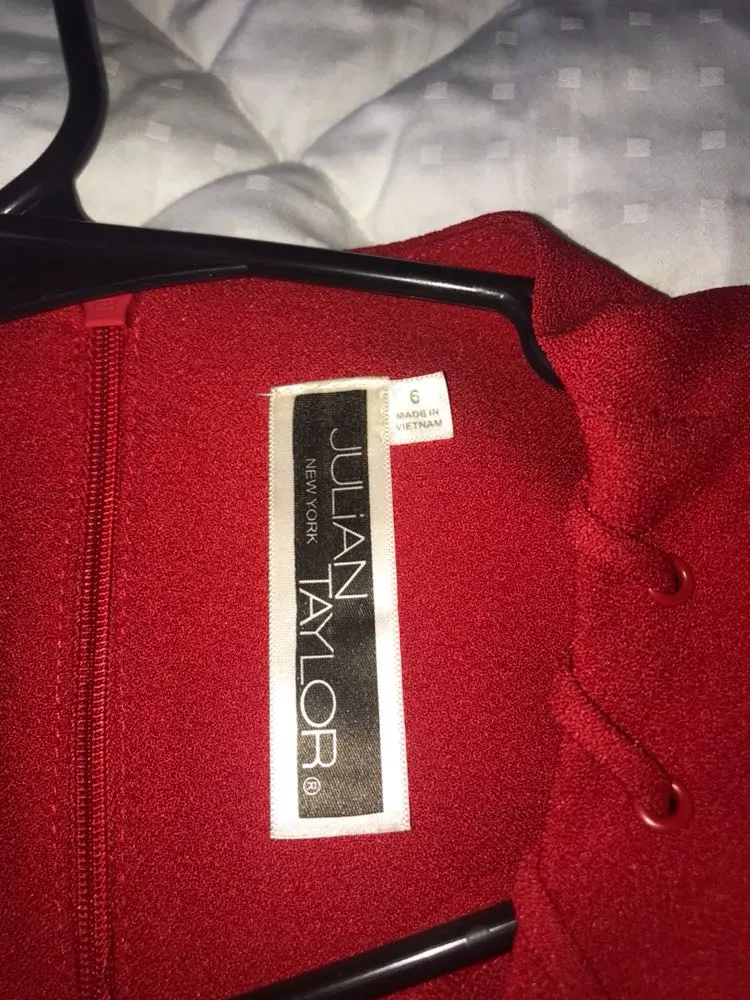 6
MADE IN
VIETNAM
JULIAN
TAYLOR®
NEW YORK